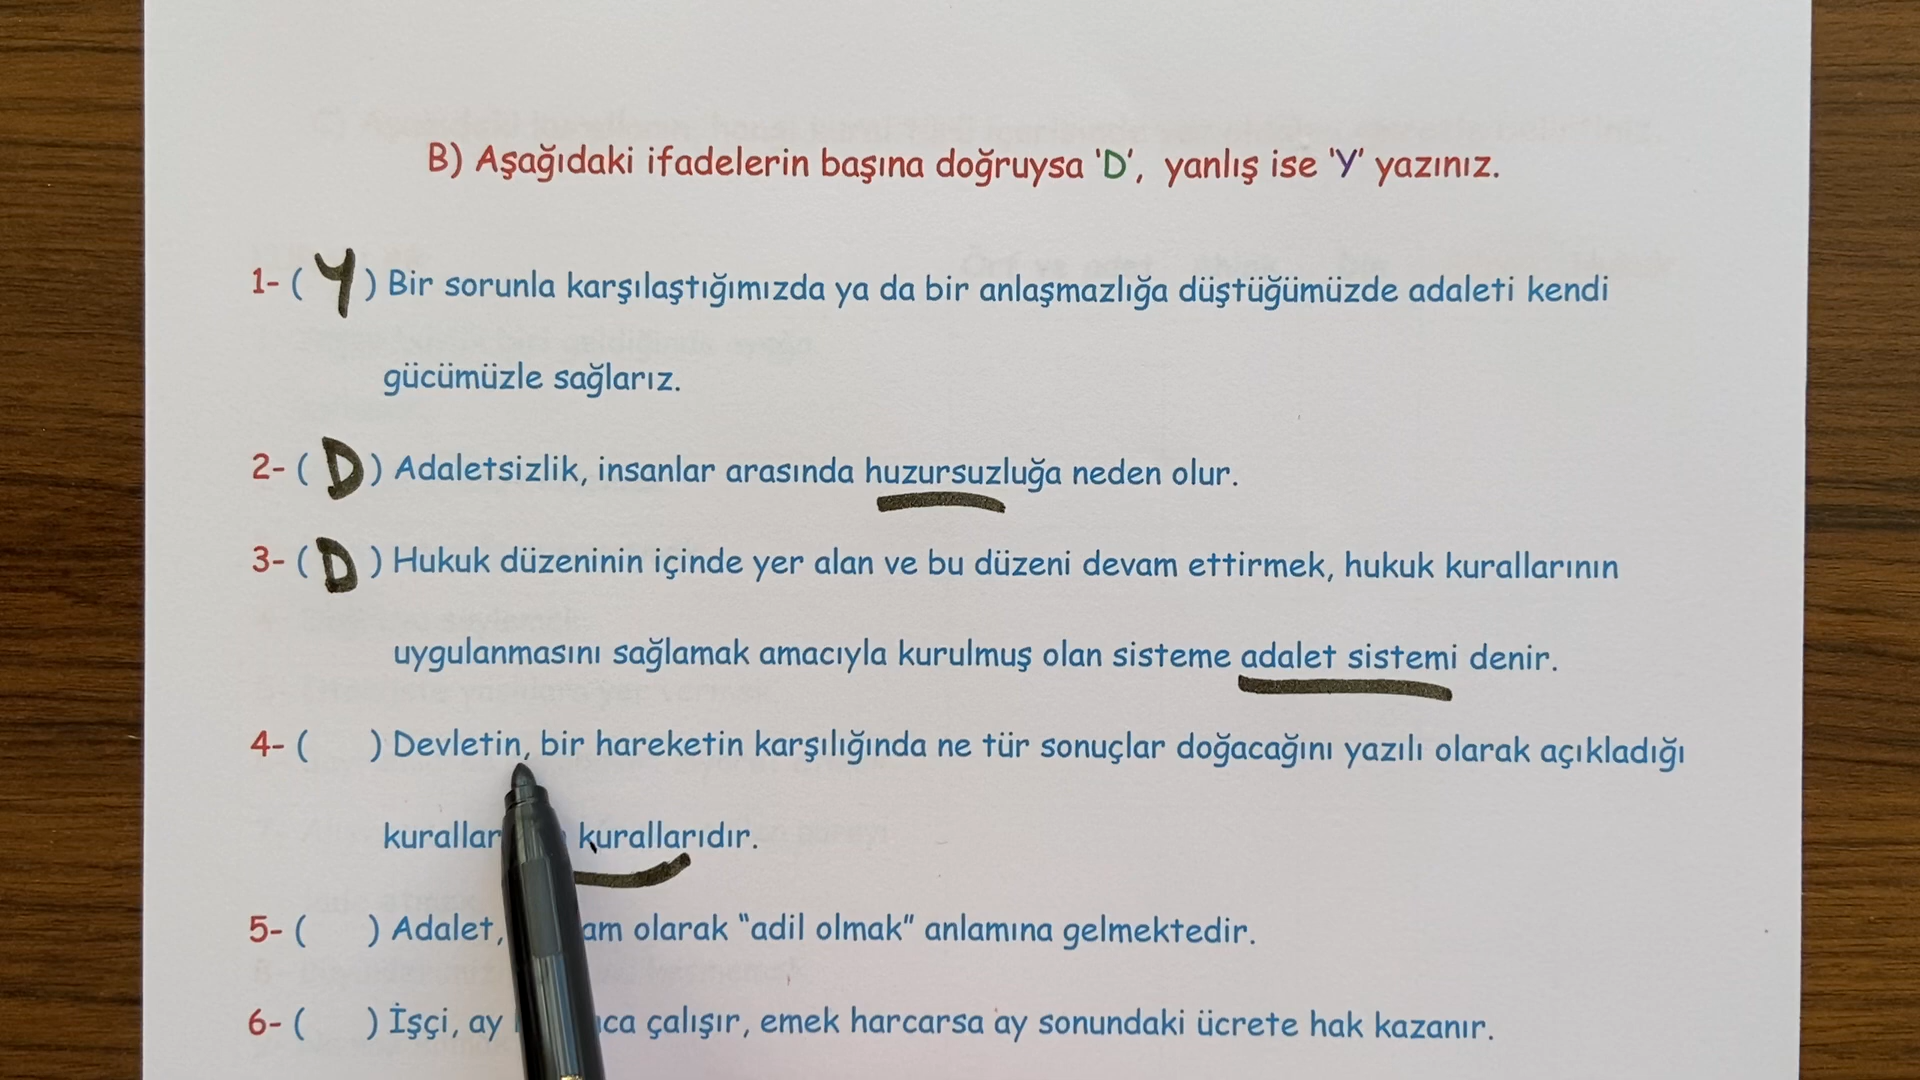 B) Aşağıdaki ifadelerin başına doğruysa 'D', yanlış ise 'Y' yazınız.
1- ( Y ) Bir sorunla karşılaştığımızda ya da bir anlaşmazlığa düştüğümüzde adaleti kendi
gücümüzle sağlarız.
2- ( D ) Adaletsizlik, insanlar arasında huzursuzluğa neden olur.
3- ( D ) Hukuk düzeninin içinde yer alan ve bu düzeni devam ettirmek, hukuk kurallarının
uygulanmasını sağlamak amacıyla kurulmuş olan sisteme adalet sistemi denir.
4- ( ) Devletin, bir hareketin karşılığında ne tür sonuçlar doğacağını yazılı olarak açıkladığı
kurallar kurallarıdır.
5- ( ) Adalet, olarak "adil olmak" anlamına gelmektedir.
6- ( ) İşçi, ay çalışır, emek harcarsa ay sonundaki ücrete hak kazanır.